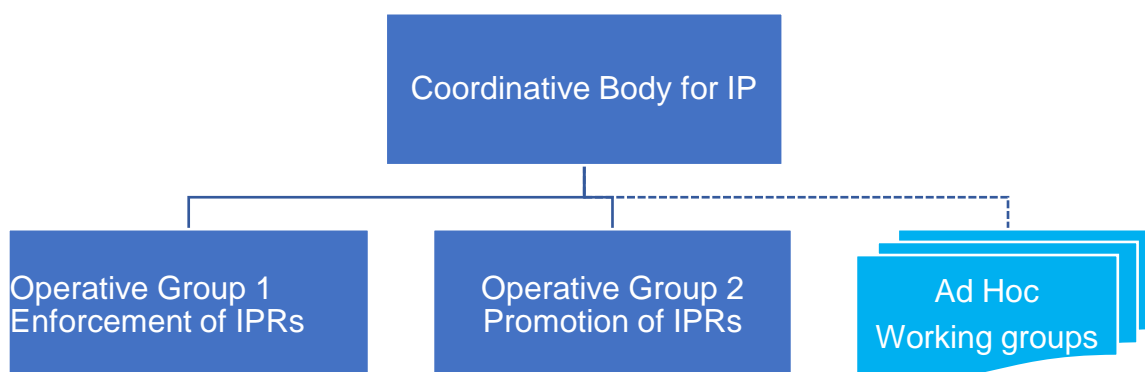 Coordinative Body for IP
Operative Group 1
Enforcement of IPRs
Operative Group 2
Promotion of IPRs
Ad Hoc
Working groups